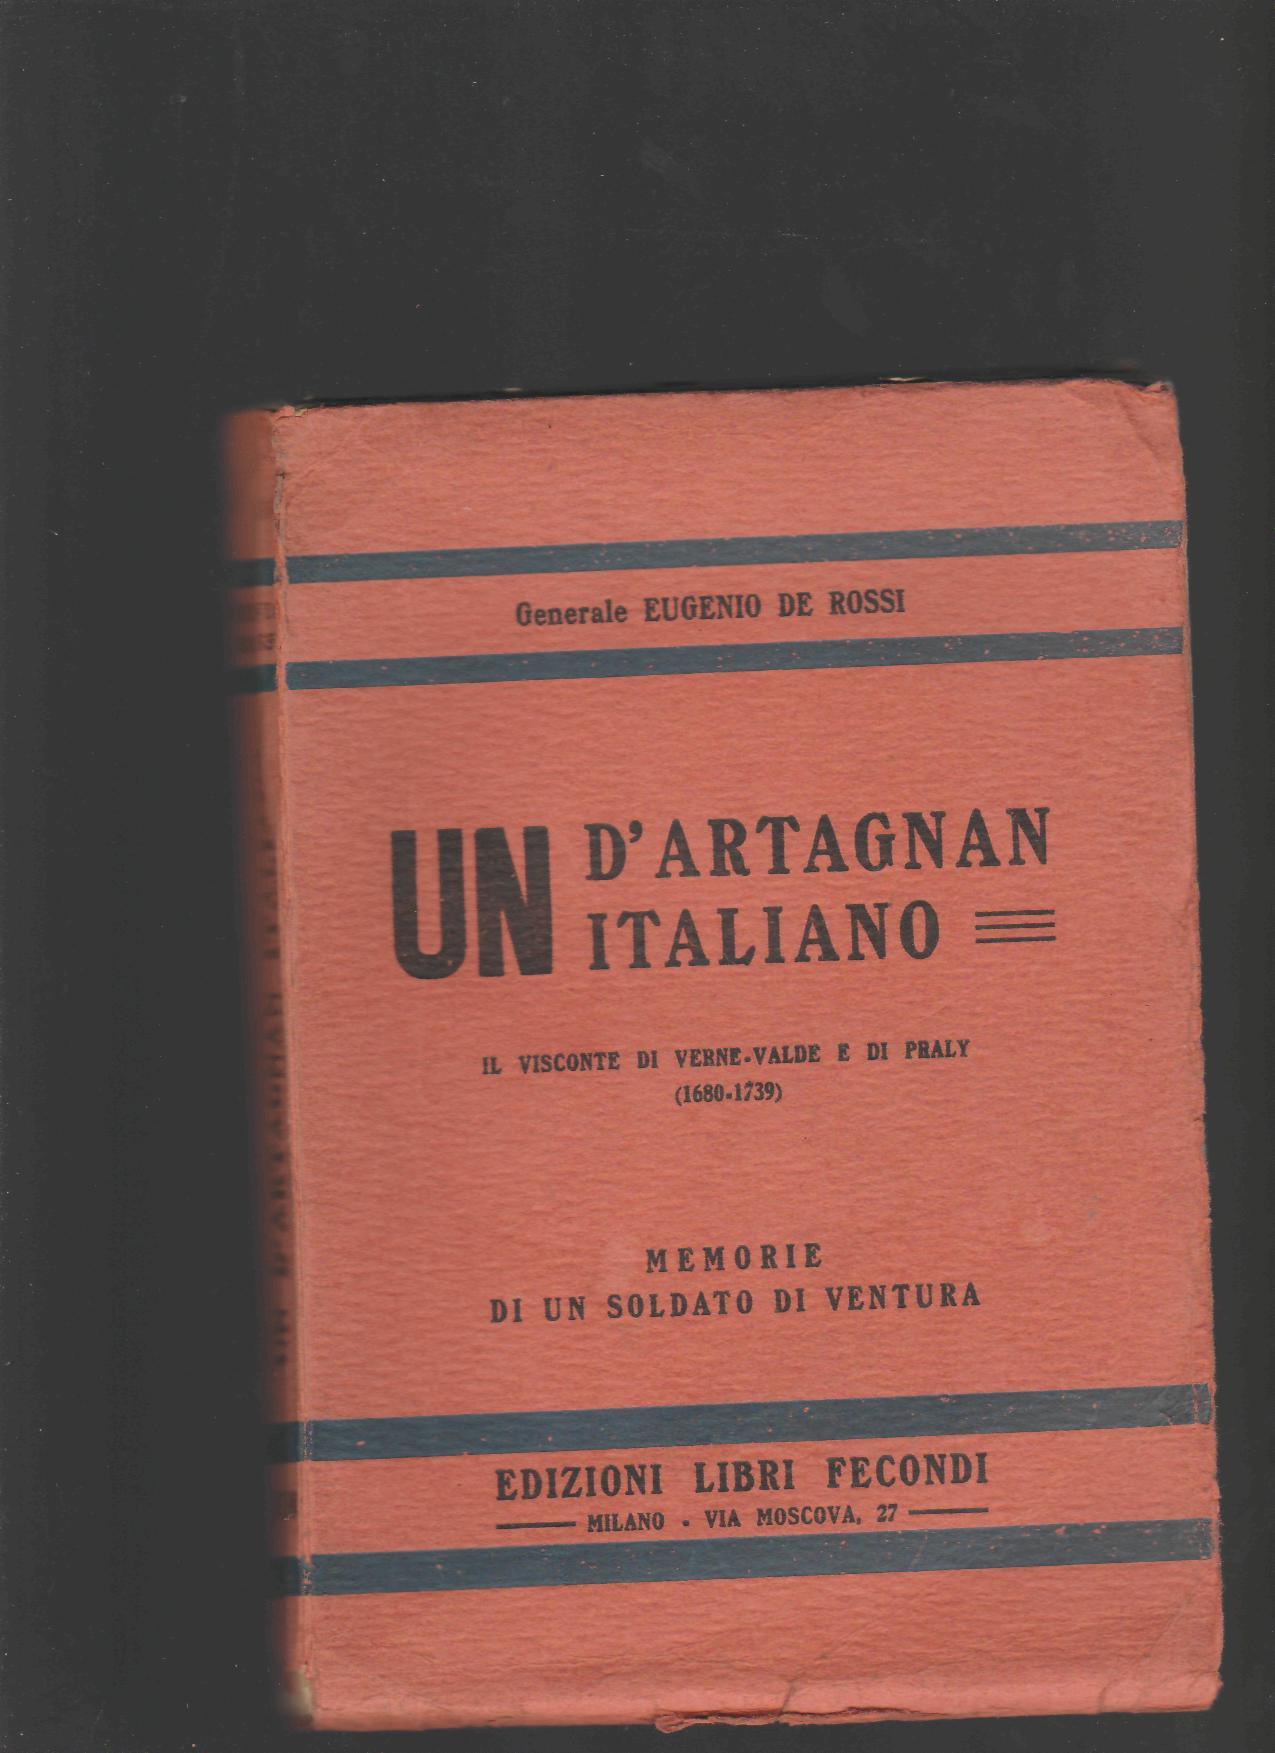 Generale EUGENIO DE ROSSI
UN D'ARTAGNAN
ITALIANO
IL VISCONTE DI VERNE-VALDE E DI PRALY
(1680-1739)
MEMORIE
DI UN SOLDATO DI VENTURA
EDIZIONI LIBRI FECONDI
MILANO - VIA MOSCOVA, 27